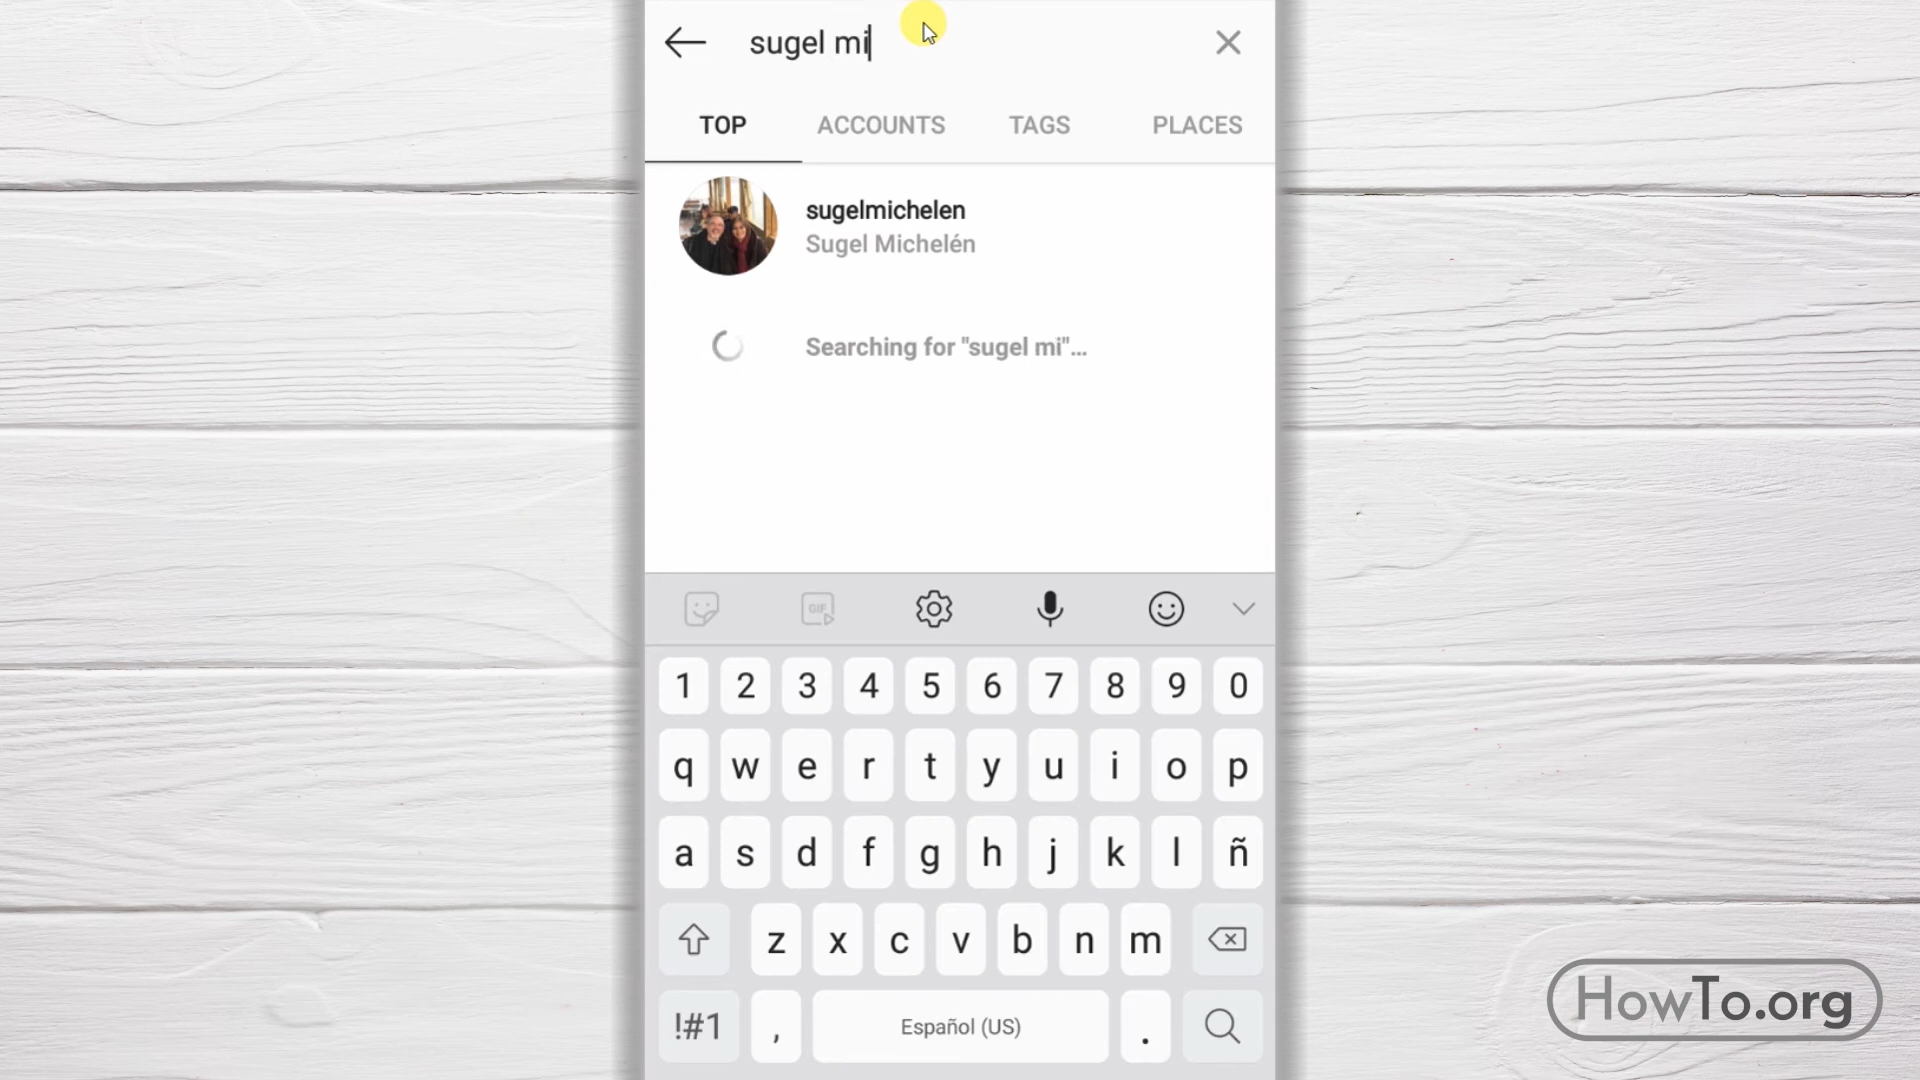 sugel mi
TOP ACCOUNTS TAGS PLACES
sugelmichelen
Sugel Michelén
Searching for "sugel mi"...
GIF
1 2 3 4 5 6 7 8 9 0
q w e r t y u i o p
a s d f g h j k l ñ
z x c v b n m
!#1 , Español (US) .
HowTo.org